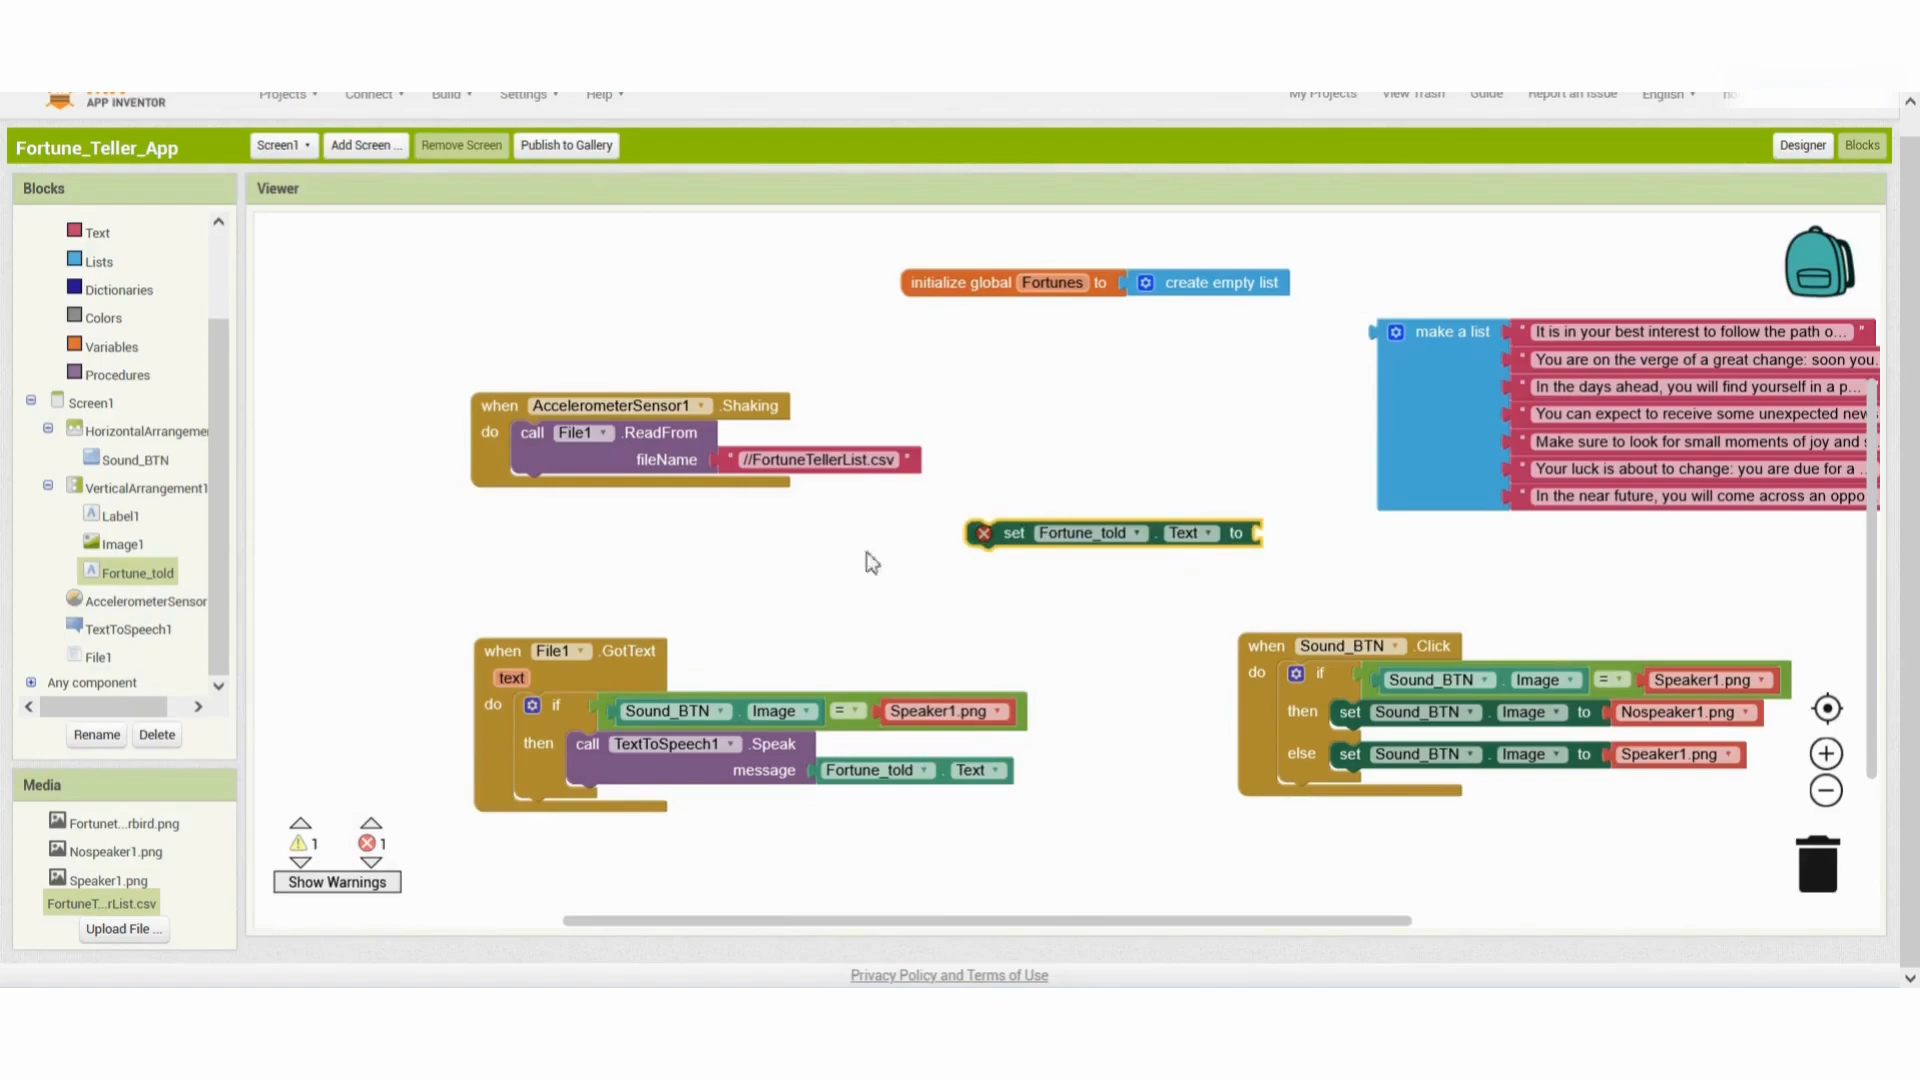 APP INVENTOR
Projects Connect Build Settings Help My Projects View Trash Guide Report an Issue English
Fortune_Teller_App Screen1 Add Screen ... Remove Screen Publish to Gallery Designer Blocks
Blocks
Viewer
Text
Lists
Dictionaries
Colors
Variables
Procedures
Screen1
HorizontalArrangeme
Sound_BTN
VerticalArrangement1
Label1
Image1
Fortune_told
AccelerometerSensor
TextToSpeech1
File1
Any component
Rename Delete
Media
Fortunet...rbird.png
Nospeaker1.png
Speaker1.png
FortuneT...rList.csv
Upload File ...
initialize global Fortunes to create empty list
make a list " It is in your best interest to follow the path o... "
" You are on the verge of a great change: soon you.
" In the days ahead, you will find yourself in a p...
" You can expect to receive some unexpected new
" Make sure to look for small moments of joy and s
" Your luck is about to change: you are due for a ...
" In the near future, you will come across an oppo
when AccelerometerSensor1 .Shaking
do call File1 .ReadFrom
fileName " //FortuneTellerList.csv "
set Fortune_told . Text to
when File1 .GotText
text
do if Sound_BTN . Image = Speaker1.png
then call TextToSpeech1 .Speak
message Fortune_told . Text
when Sound_BTN .Click
do if Sound_BTN . Image = Speaker1.png
then set Sound_BTN . Image to Nospeaker1.png
else set Sound_BTN . Image to Speaker1.png
1 1
Show Warnings
Privacy Policy and Terms of Use